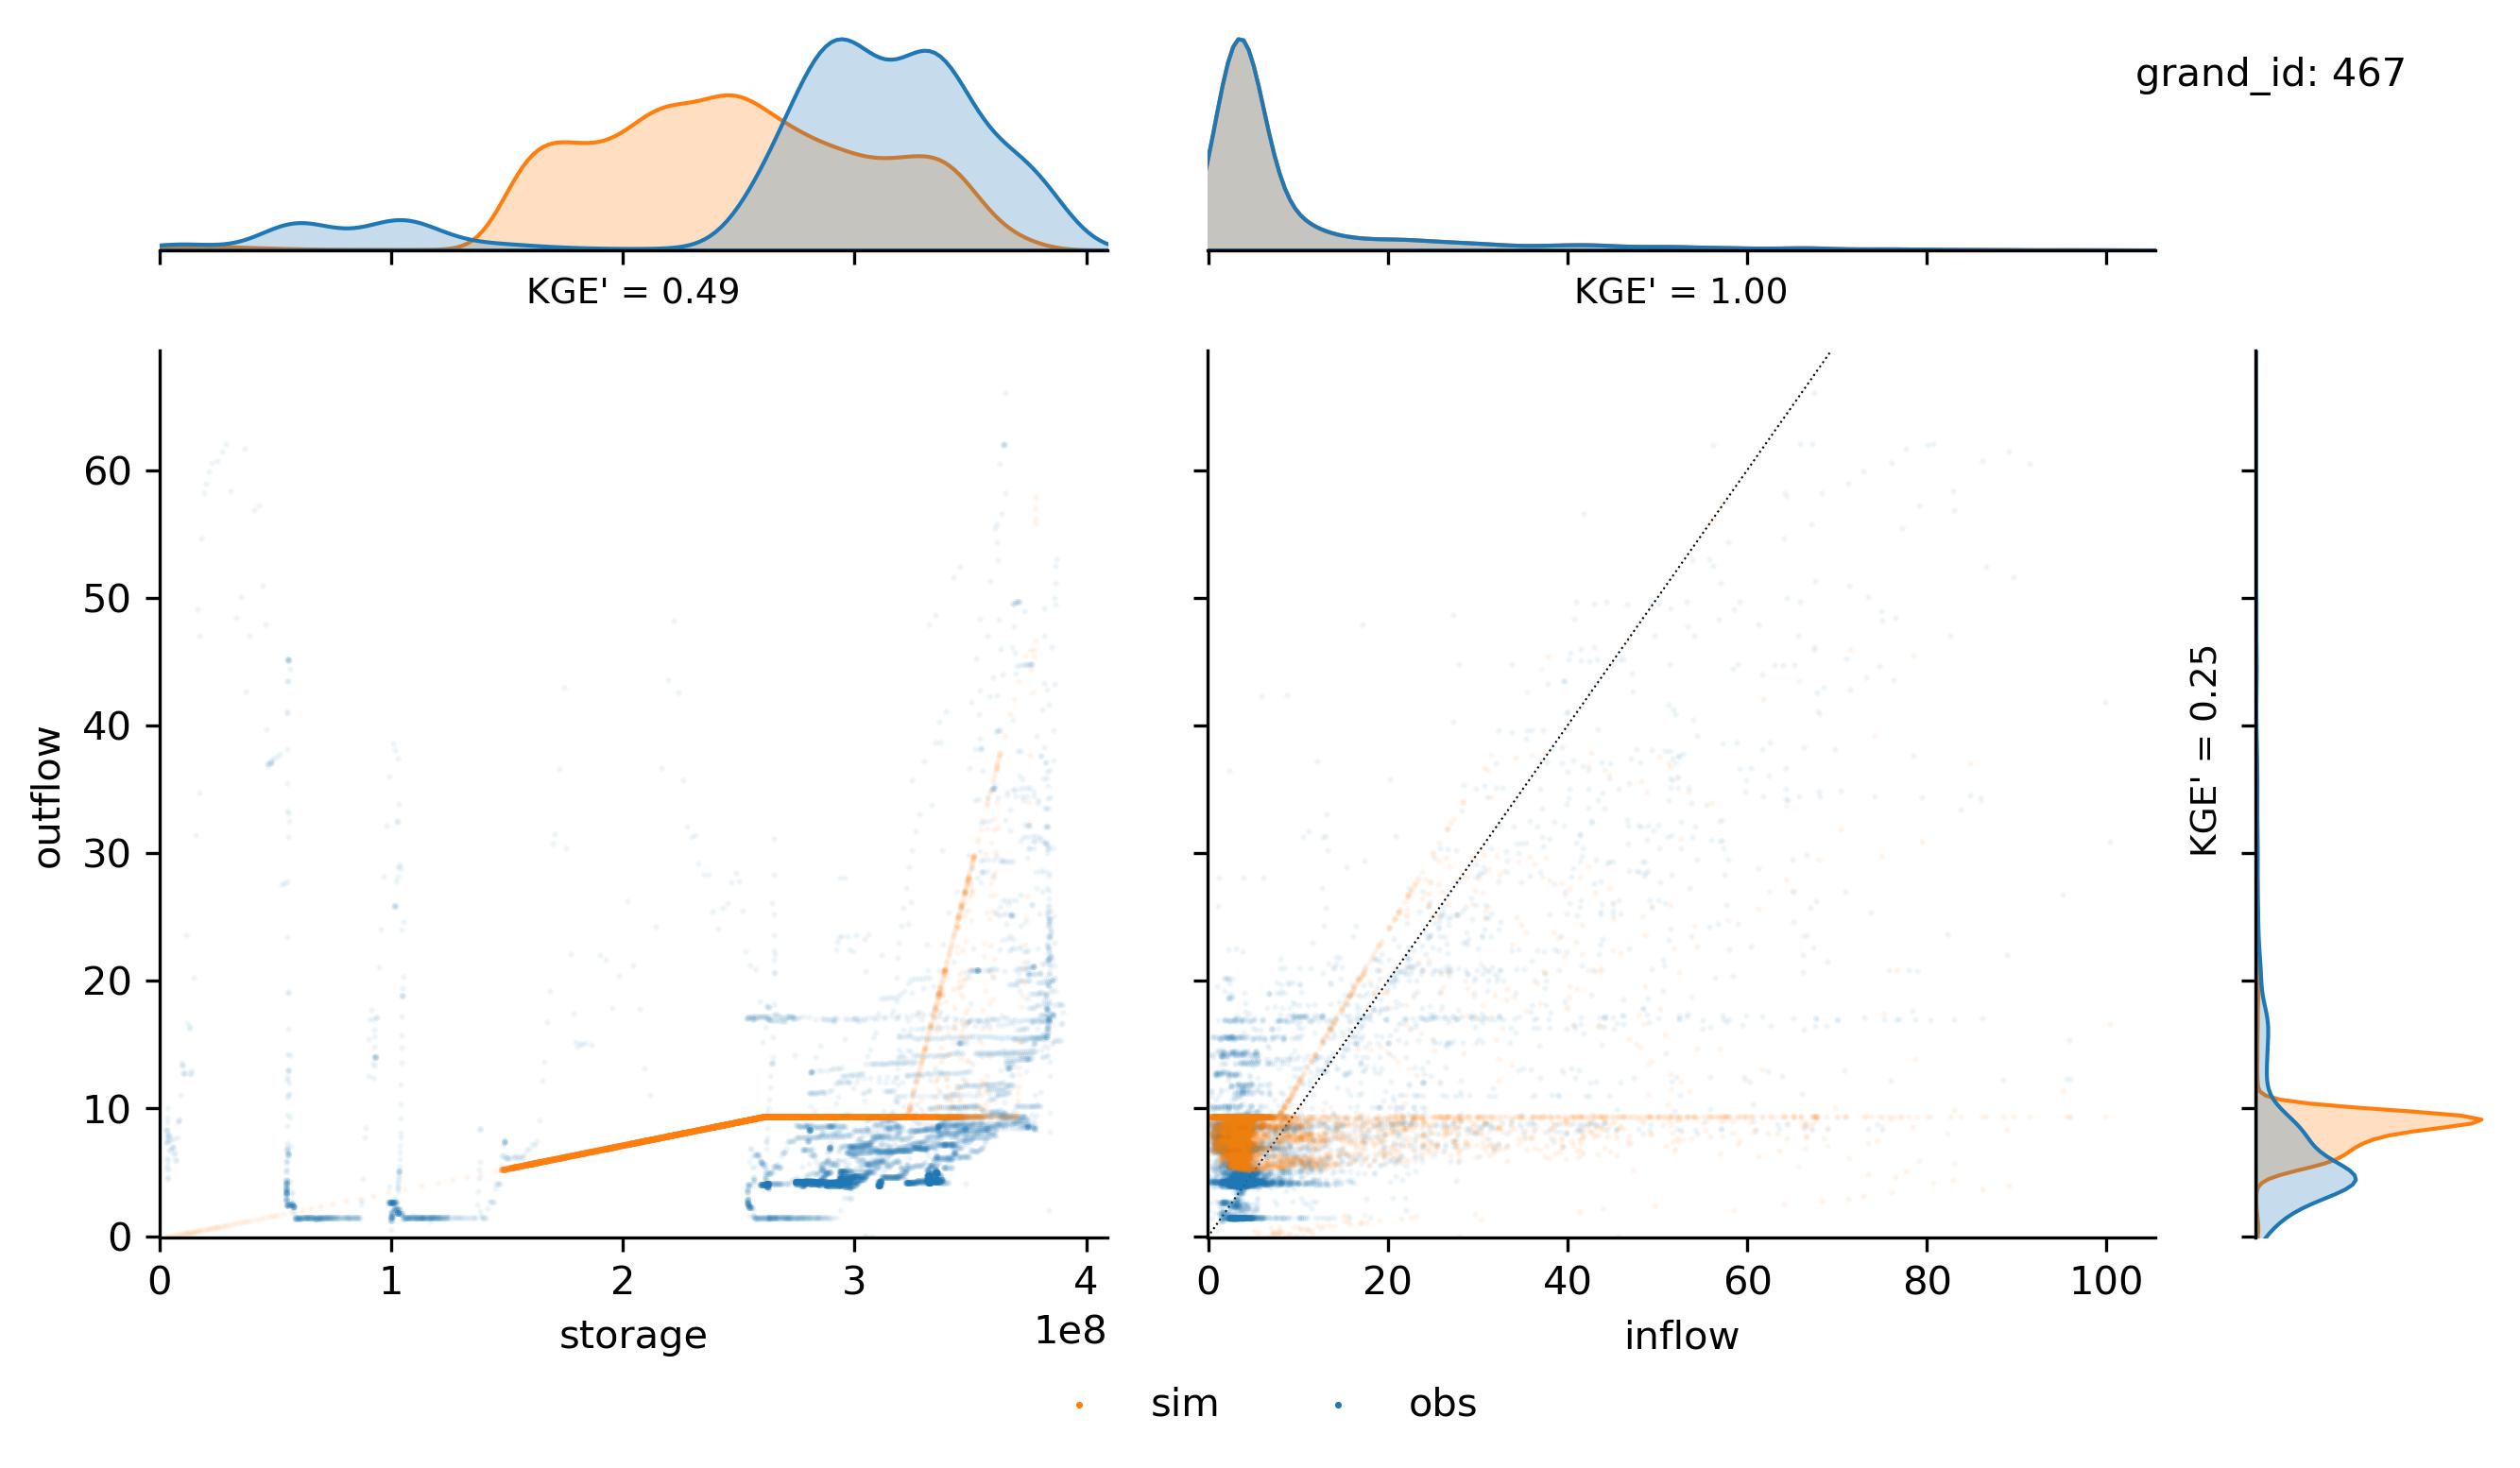 grand_id: 467
KGE' = 0.49
KGE' = 1.00
outflow
60
50
40
30
20
10
0
KGE' = 0.25
0 1 2 3 4
1e8
storage
0 20 40 60 80 100
inflow
sim obs